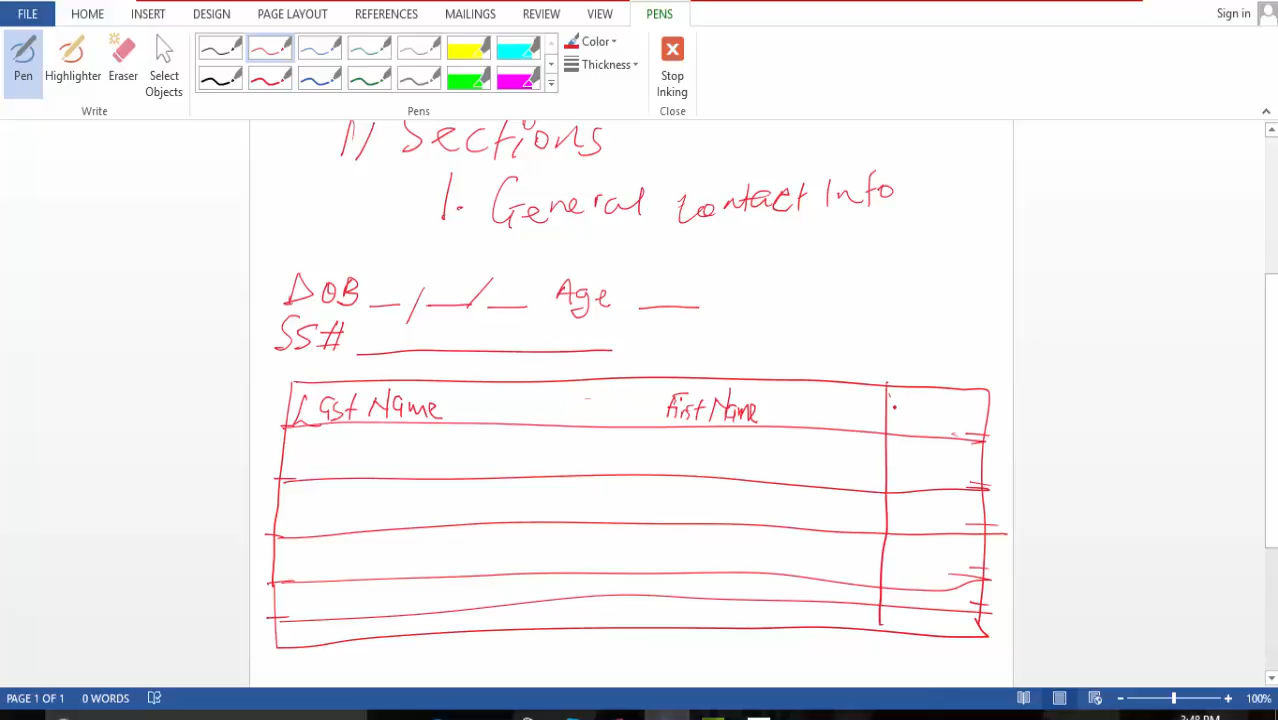 FILE HOME INSERT DESIGN PAGE LAYOUT REFERENCES MAILINGS REVIEW VIEW PENS Sign in
Pen Highlighter Eraser Select Objects
Color
Thickness
Stop Inking
Write Pens Close
1) Sections
1. General contact Info
DOB __/__/__ Age ___
SS# ___
Last Name First Name
PAGE 1 OF 1 0 WORDS 100%